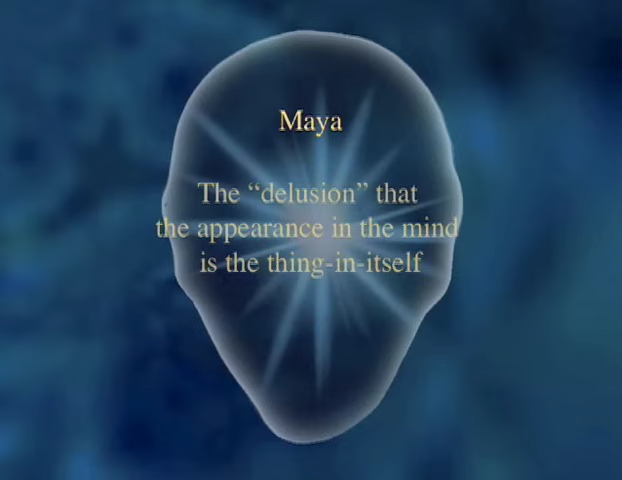 Maya
The “delusion” that
the appearance in the mind
is the thing-in-itself